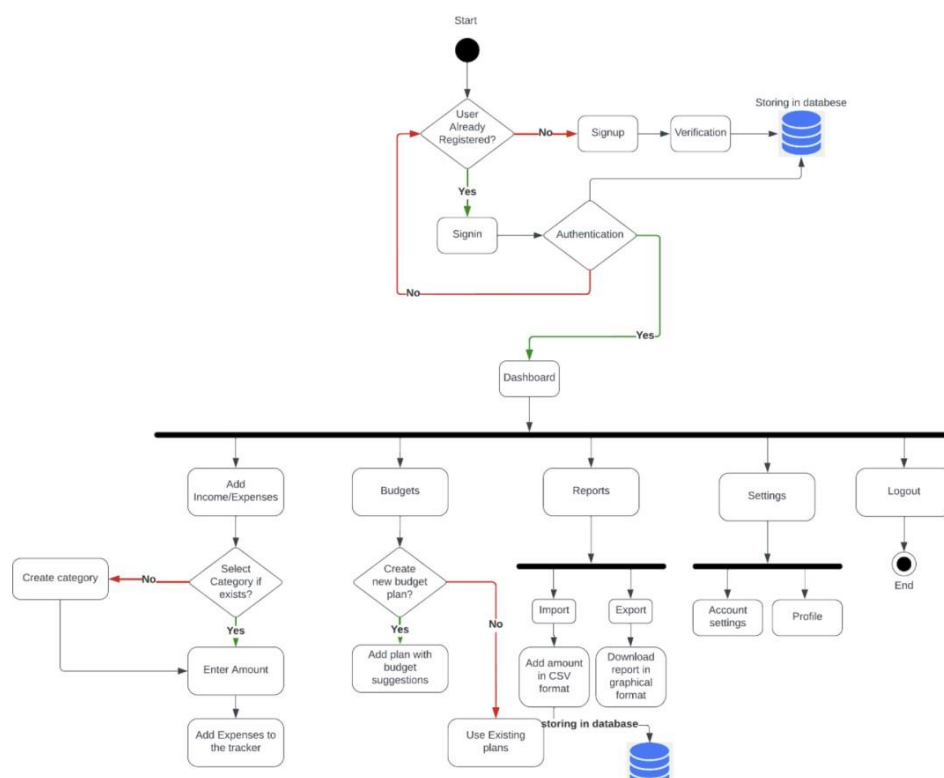 Start
User
Already
Registered?
No
Signup
Verification
Storing in databese
Yes
Signin
Authentication
No
Yes
Dashboard
Add
Income/Expenses
Budgets
Reports
Settings
Logout
Create category
No
Select
Category if
exists?
Create
new budget
plan?
Import
Export
Account
settings
Profile
End
Yes
Yes
No
Enter Amount
Add plan with
budget
suggestions
Add amount
in CSV
format
Download
report in
graphical
format
Add Expenses to
the tracker
Use Existing
plans
storing in database